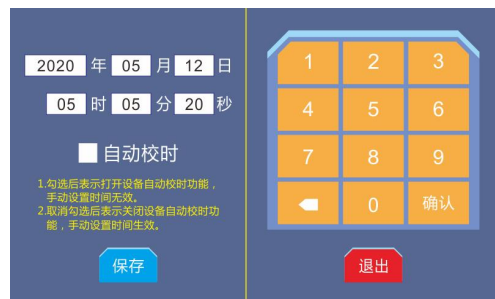 2020 年 05 月 12 日
05 时 05 分 20 秒
自动校时
1.勾选后表示打开设备自动校时功能，
手动设置时间无效。
2.取消勾选后表示关闭设备自动校时功
能，手动设置时间生效。
保存
1 2 3
4 5 6
7 8 9
0 确认
退出